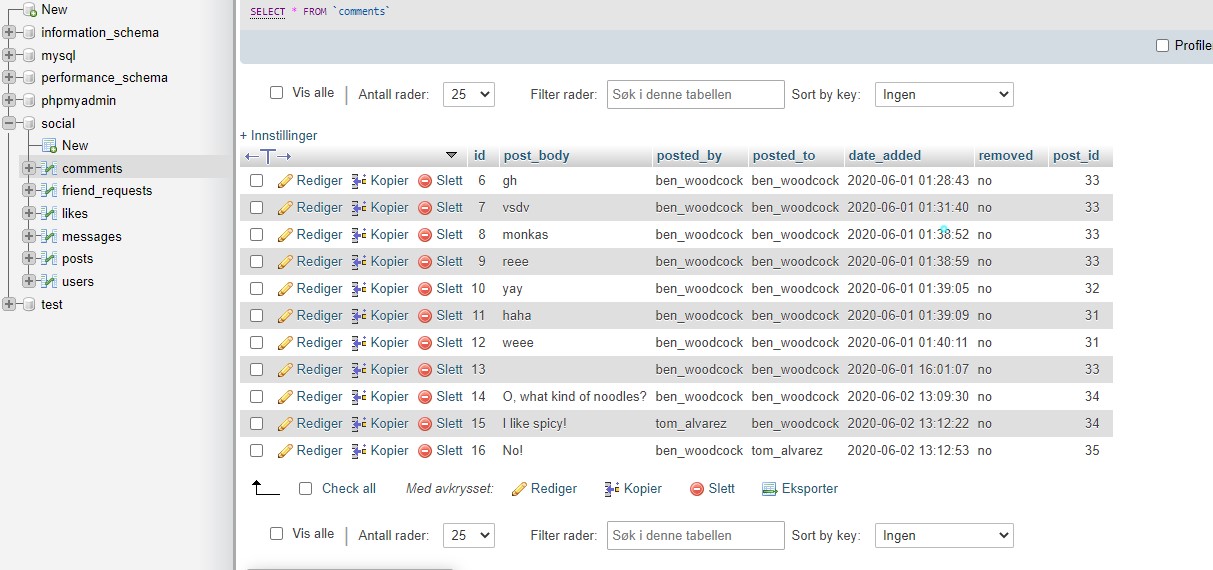 New
information_schema
mysql
performance_schema
phpmyadmin
social
New
comments
friend_requests
likes
messages
posts
users
test
SELECT * FROM `comments`
Profile
Vis alle Antall rader: 25 Filter rader: Søk i denne tabellen Sort by key: Ingen
+ Innstillinger
id post_body posted_by posted_to date_added removed post_id
Rediger Kopier Slett 6 gh ben_woodcock ben_woodcock 2020-06-01 01:28:43 no 33
Rediger Kopier Slett 7 vsdv ben_woodcock ben_woodcock 2020-06-01 01:31:40 no 33
Rediger Kopier Slett 8 monkas ben_woodcock ben_woodcock 2020-06-01 01:38:52 no 33
Rediger Kopier Slett 9 reee ben_woodcock ben_woodcock 2020-06-01 01:38:59 no 33
Rediger Kopier Slett 10 yay ben_woodcock ben_woodcock 2020-06-01 01:39:05 no 32
Rediger Kopier Slett 11 haha ben_woodcock ben_woodcock 2020-06-01 01:39:09 no 31
Rediger Kopier Slett 12 weee ben_woodcock ben_woodcock 2020-06-01 01:40:11 no 31
Rediger Kopier Slett 13 ben_woodcock ben_woodcock 2020-06-01 16:01:07 no 33
Rediger Kopier Slett 14 O, what kind of noodles? ben_woodcock ben_woodcock 2020-06-02 13:09:30 no 34
Rediger Kopier Slett 15 I like spicy! tom_alvarez ben_woodcock 2020-06-02 13:12:22 no 34
Rediger Kopier Slett 16 No! ben_woodcock tom_alvarez 2020-06-02 13:12:53 no 35
Check all Med avkrysset: Rediger Kopier Slett Eksporter
Vis alle Antall rader: 25 Filter rader: Søk i denne tabellen Sort by key: Ingen